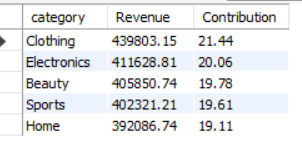 category Revenue Contribution
Clothing 439803.15 21.44
Electronics 411628.81 20.06
Beauty 405850.74 19.78
Sports 402321.21 19.61
Home 392086.74 19.11